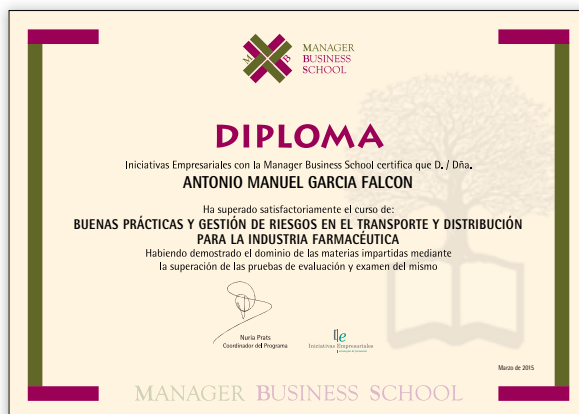 M B
MANAGER
BUSINESS
SCHOOL
DIPLOMA
Iniciativas Empresariales con la Manager Business School certifica que D. / Dña.
ANTONIO MANUEL GARCIA FALCON
Ha superado satisfactoriamente el curso de:
BUENAS PRÁCTICAS Y GESTIÓN DE RIESGOS EN EL TRANSPORTE Y DISTRIBUCIÓN
PARA LA INDUSTRIA FARMACÉUTICA
Habiendo demostrado el dominio de las materias impartidas mediante
la superación de las pruebas de evaluación y examen del mismo
Nuria Prats
Coordinador del Programa
Ie
Iniciativas Empresariales
Marzo de 2015
MANAGER BUSINESS SCHOOL